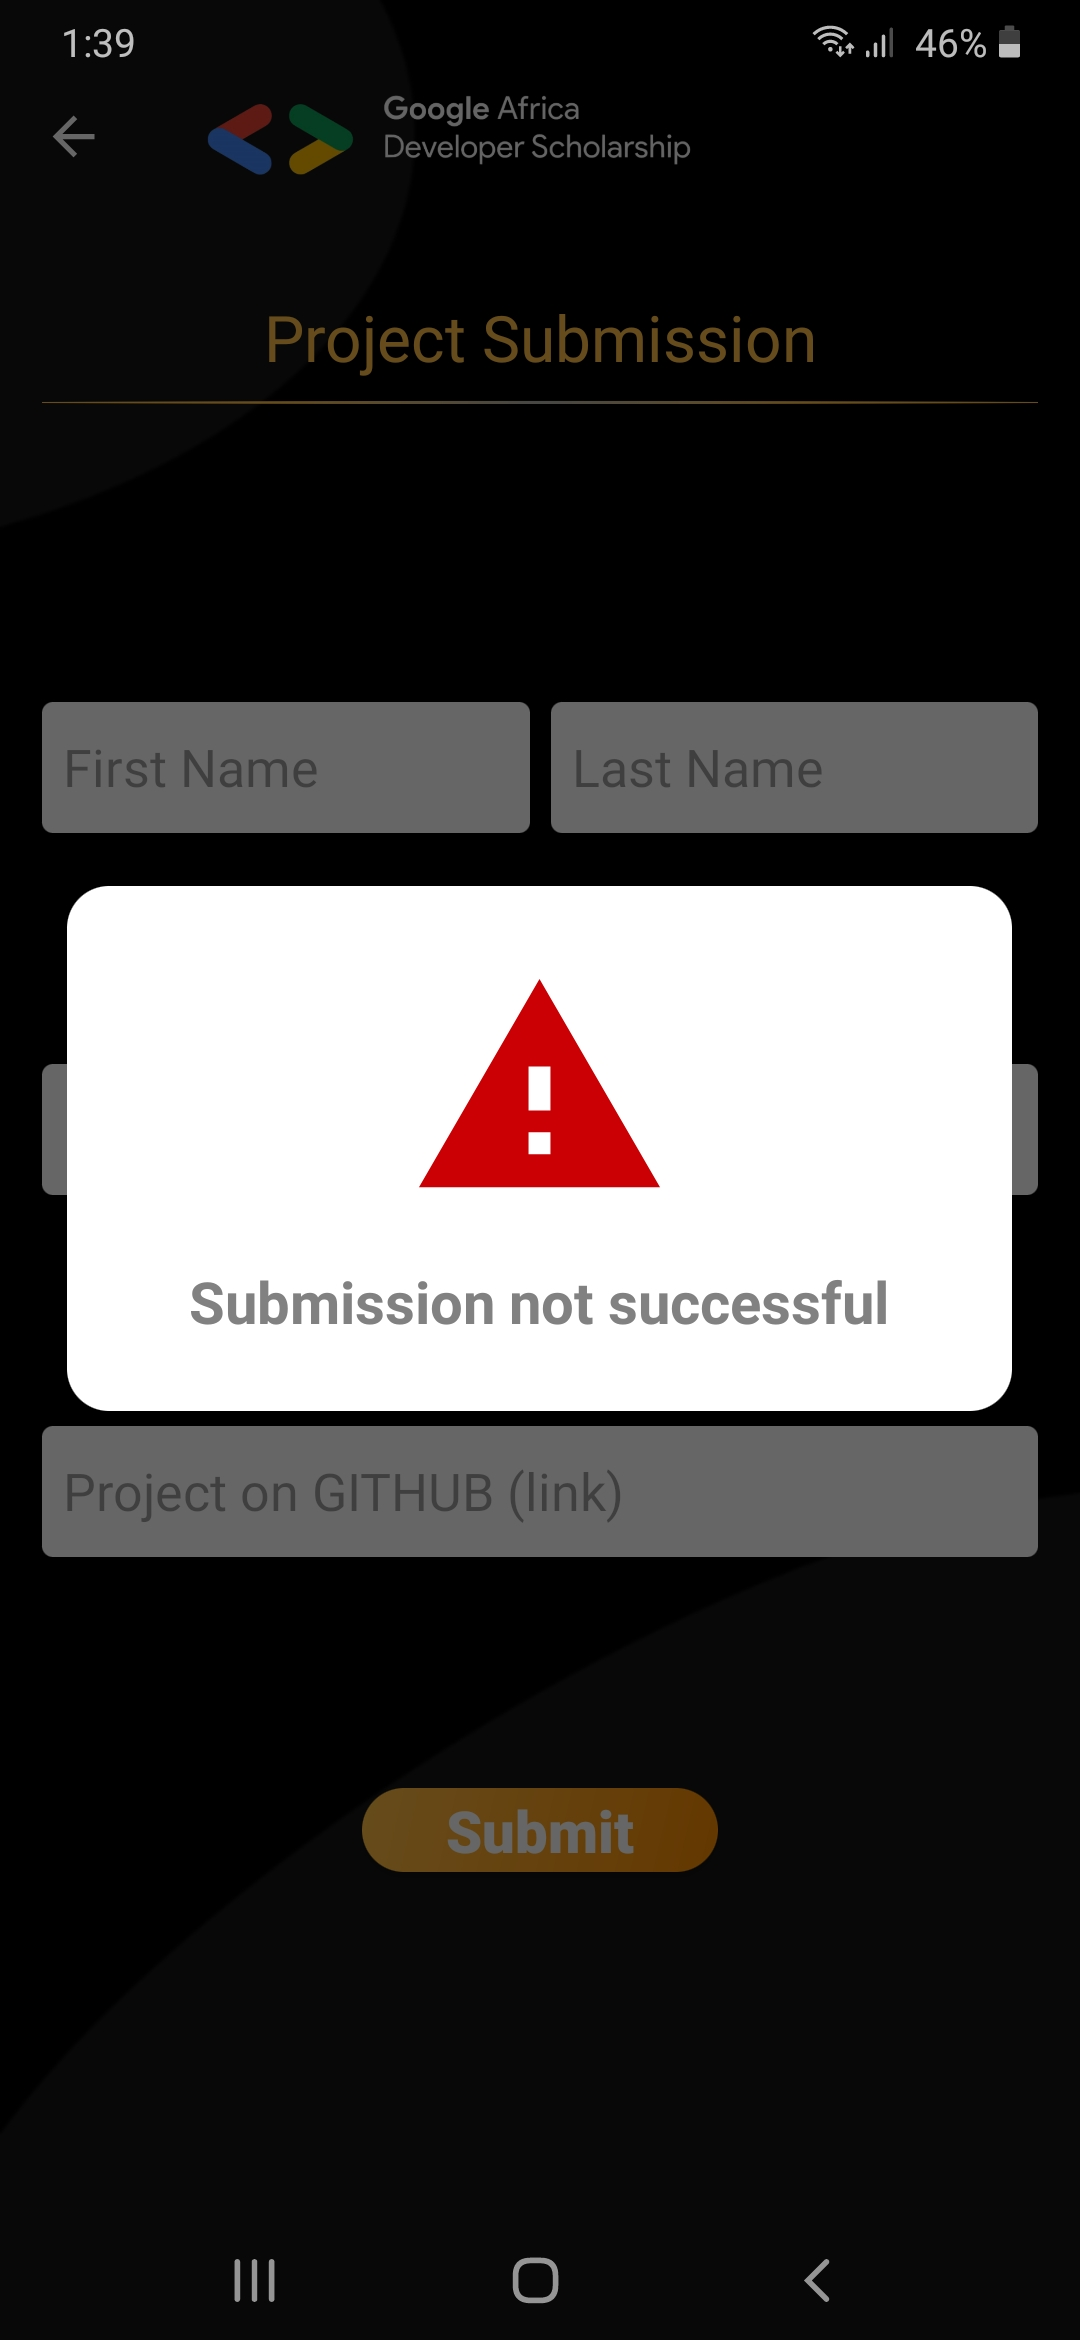 1:39
46%
Google Africa
Developer Scholarship
Project Submission
First Name
Last Name
Submission not successful
Project on GITHUB (link)
Submit